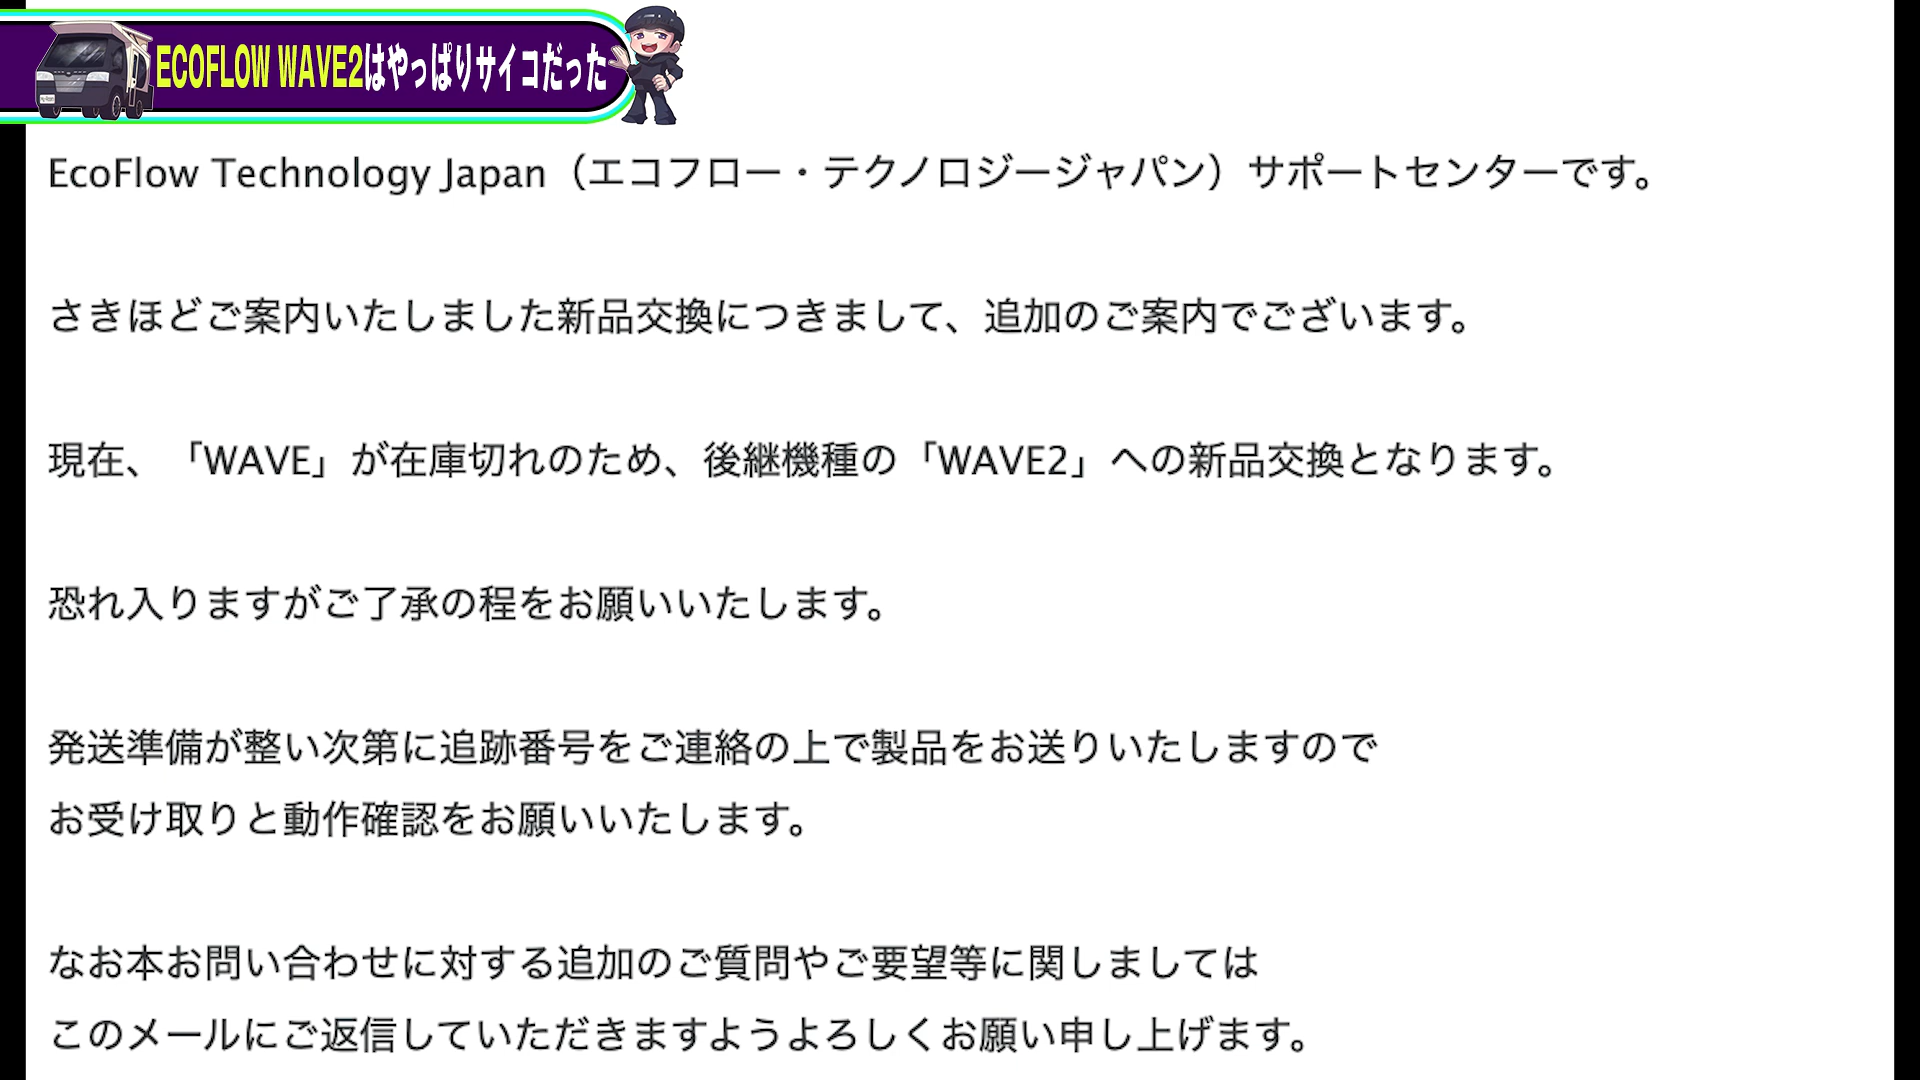 ECOFLOW WAVE2はやっぱりサイコだった
EcoFlow Technology Japan（エコフロー・テクノロジージャパン）サポートセンターです。
さきほどご案内いたしました新品交換につきまして、追加のご案内でございます。
現在、「WAVE」が在庫切れのため、後継機種の「WAVE2」への新品交換となります。
恐れ入りますがご了承の程をお願いいたします。
発送準備が整い次第に追跡番号をご連絡の上で製品をお送りいたしますので
お受け取りと動作確認をお願いいたします。
なお本お問い合わせに対する追加のご質問やご要望等に関しましては
このメールにご返信していただきますようよろしくお願い申し上げます。